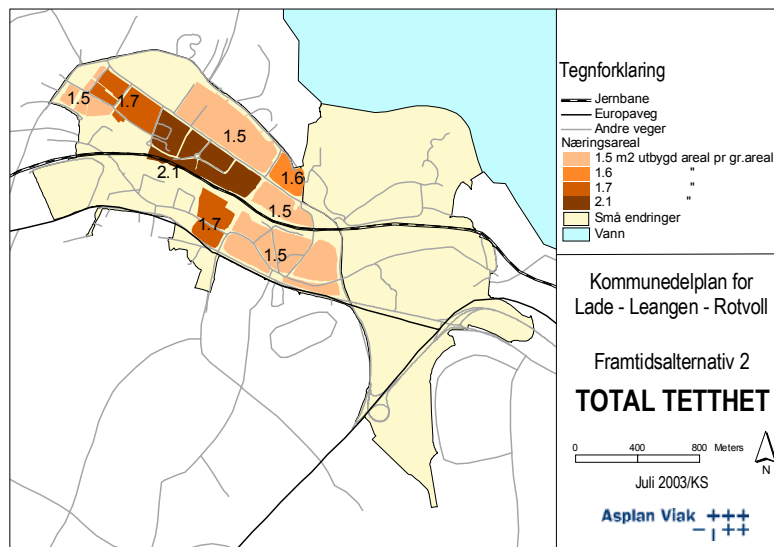 1.5
1.7
1.5
2.1
1.6
1.5
1.7
1.5
Tegnforklaring
Jernbane
Europaveg
Andre veger
Næringsareal
1.5 m2 utbygd areal pr gr.areal
1.6 "
1.7 "
2.1 "
Små endringer
Vann
Kommunedelplan for
Lade - Leangen - Rotvoll
Framtidsalternativ 2
TOTAL TETTHET
0 400 800 Meters
N
Juli 2003/KS
Asplan Viak